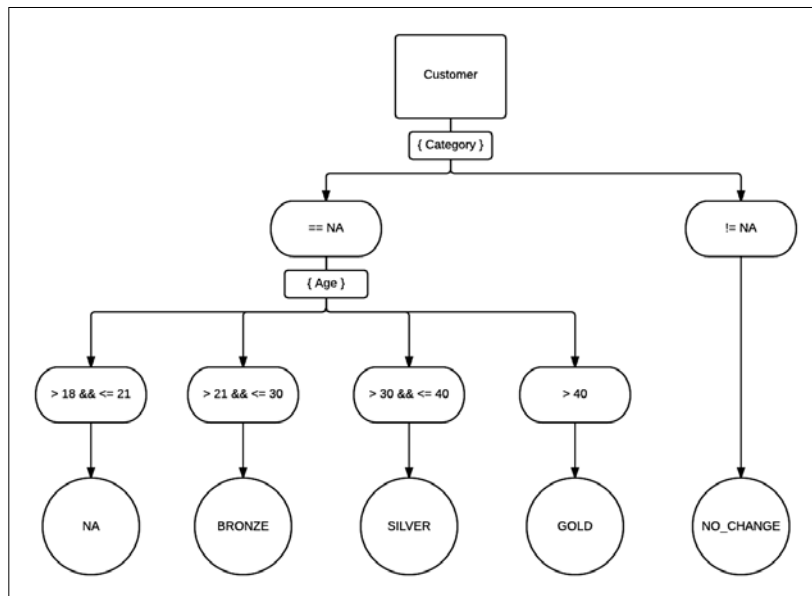 Customer
{ Category }
== NA
!= NA
{ Age }
> 18 && <= 21
> 21 && <= 30
> 30 && <= 40
> 40
NA
BRONZE
SILVER
GOLD
NO_CHANGE